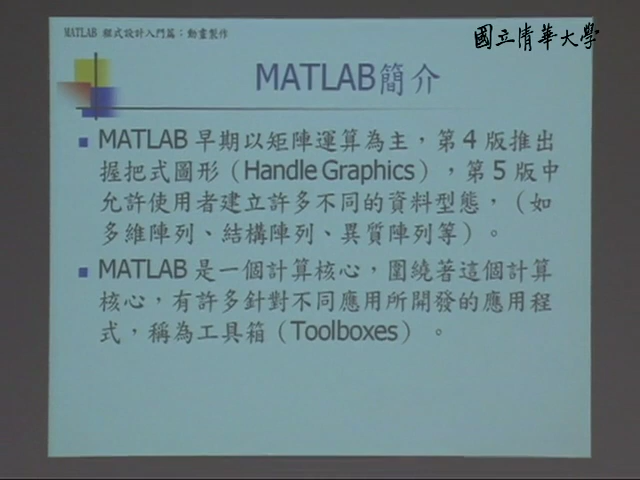 MATLAB 程式設計入門篇：動畫製作
國立清華大學
MATLAB簡介
MATLAB 早期以矩陣運算為主，第 4 版推出
握把式圖形（Handle Graphics），第 5 版中
允許使用者建立許多不同的資料型態，（如
多維陣列、結構陣列、異質陣列等）。
MATLAB 是一個計算核心，圍繞著這個計算
核心，有許多針對不同應用所開發的應用程
式，稱為工具箱（Toolboxes）。